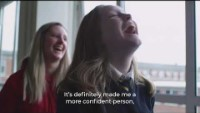 It's definitely made me a
more confident person,